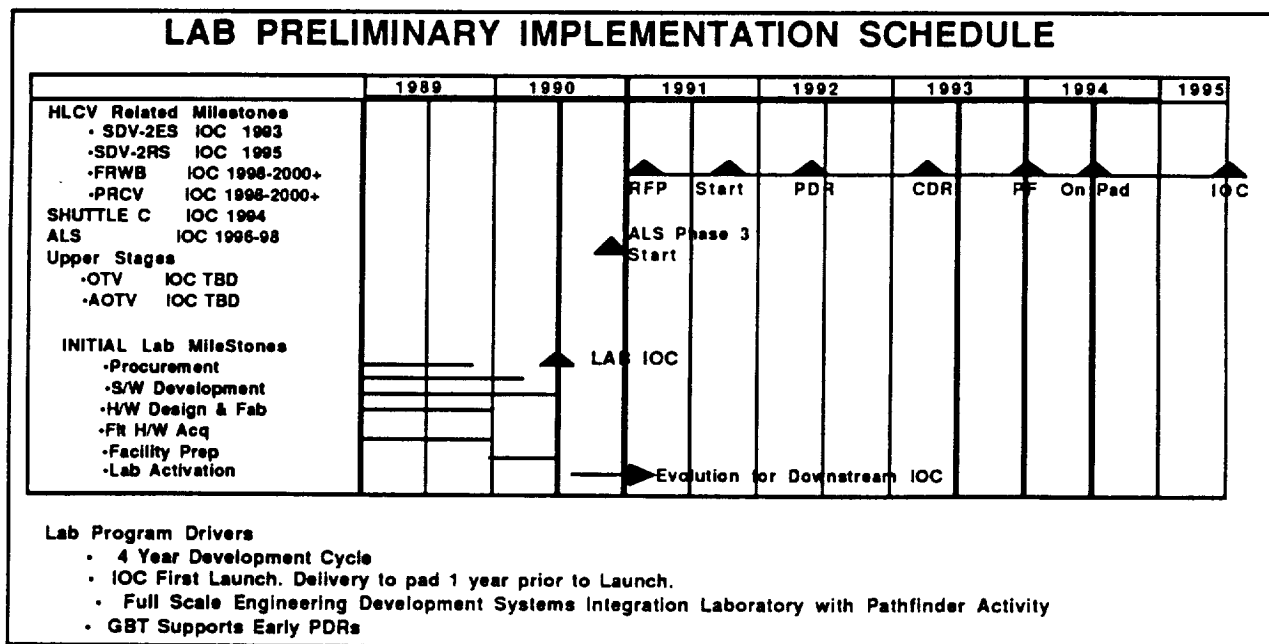 LAB PRELIMINARY IMPLEMENTATION SCHEDULE
1989 1990 1991 1992 1993 1994 1995
HLCV Related Milestones
· SDV-2ES IOC 1993
·SDV-2RS IOC 1995
·FRWB IOC 1998-2000+
·PRCV IOC 1998-2000+
RFP Start PDR CDR PF On Pad IOC
SHUTTLE C IOC 1994
ALS IOC 1996-98
ALS Phase 3
Start
Upper Stages
·OTV IOC TBD
·AOTV IOC TBD
INITIAL Lab MileStones
LAB IOC
·Procurement
·S/W Development
·H/W Design & Fab
·Flt H/W Acq
·Facility Prep
·Lab Activation
Evolution for Downstream IOC
Lab Program Drivers
· 4 Year Development Cycle
· IOC First Launch. Delivery to pad 1 year prior to Launch.
· Full Scale Engineering Development Systems Integration Laboratory with Pathfinder Activity
· GBT Supports Early PDRs